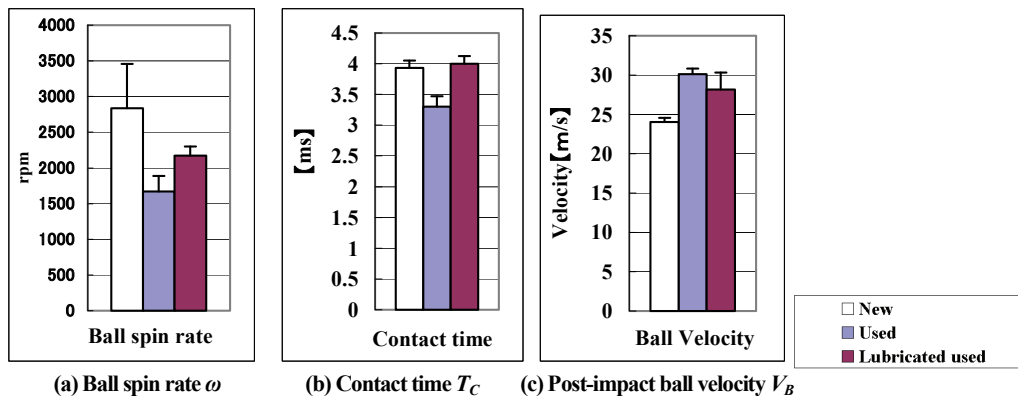 4000
3500
3000
2500
2000
1500
1000
500
0
rpm
Ball spin rate
(a) Ball spin rate ω
4.5
4
3.5
3
2.5
2
1.5
1
0.5
0
【ms】
Contact time
(b) Contact time T_C
35
30
25
20
15
10
5
0
Velocity【m/s】
Ball Velocity
(c) Post-impact ball velocity V_B
New
Used
Lubricated used